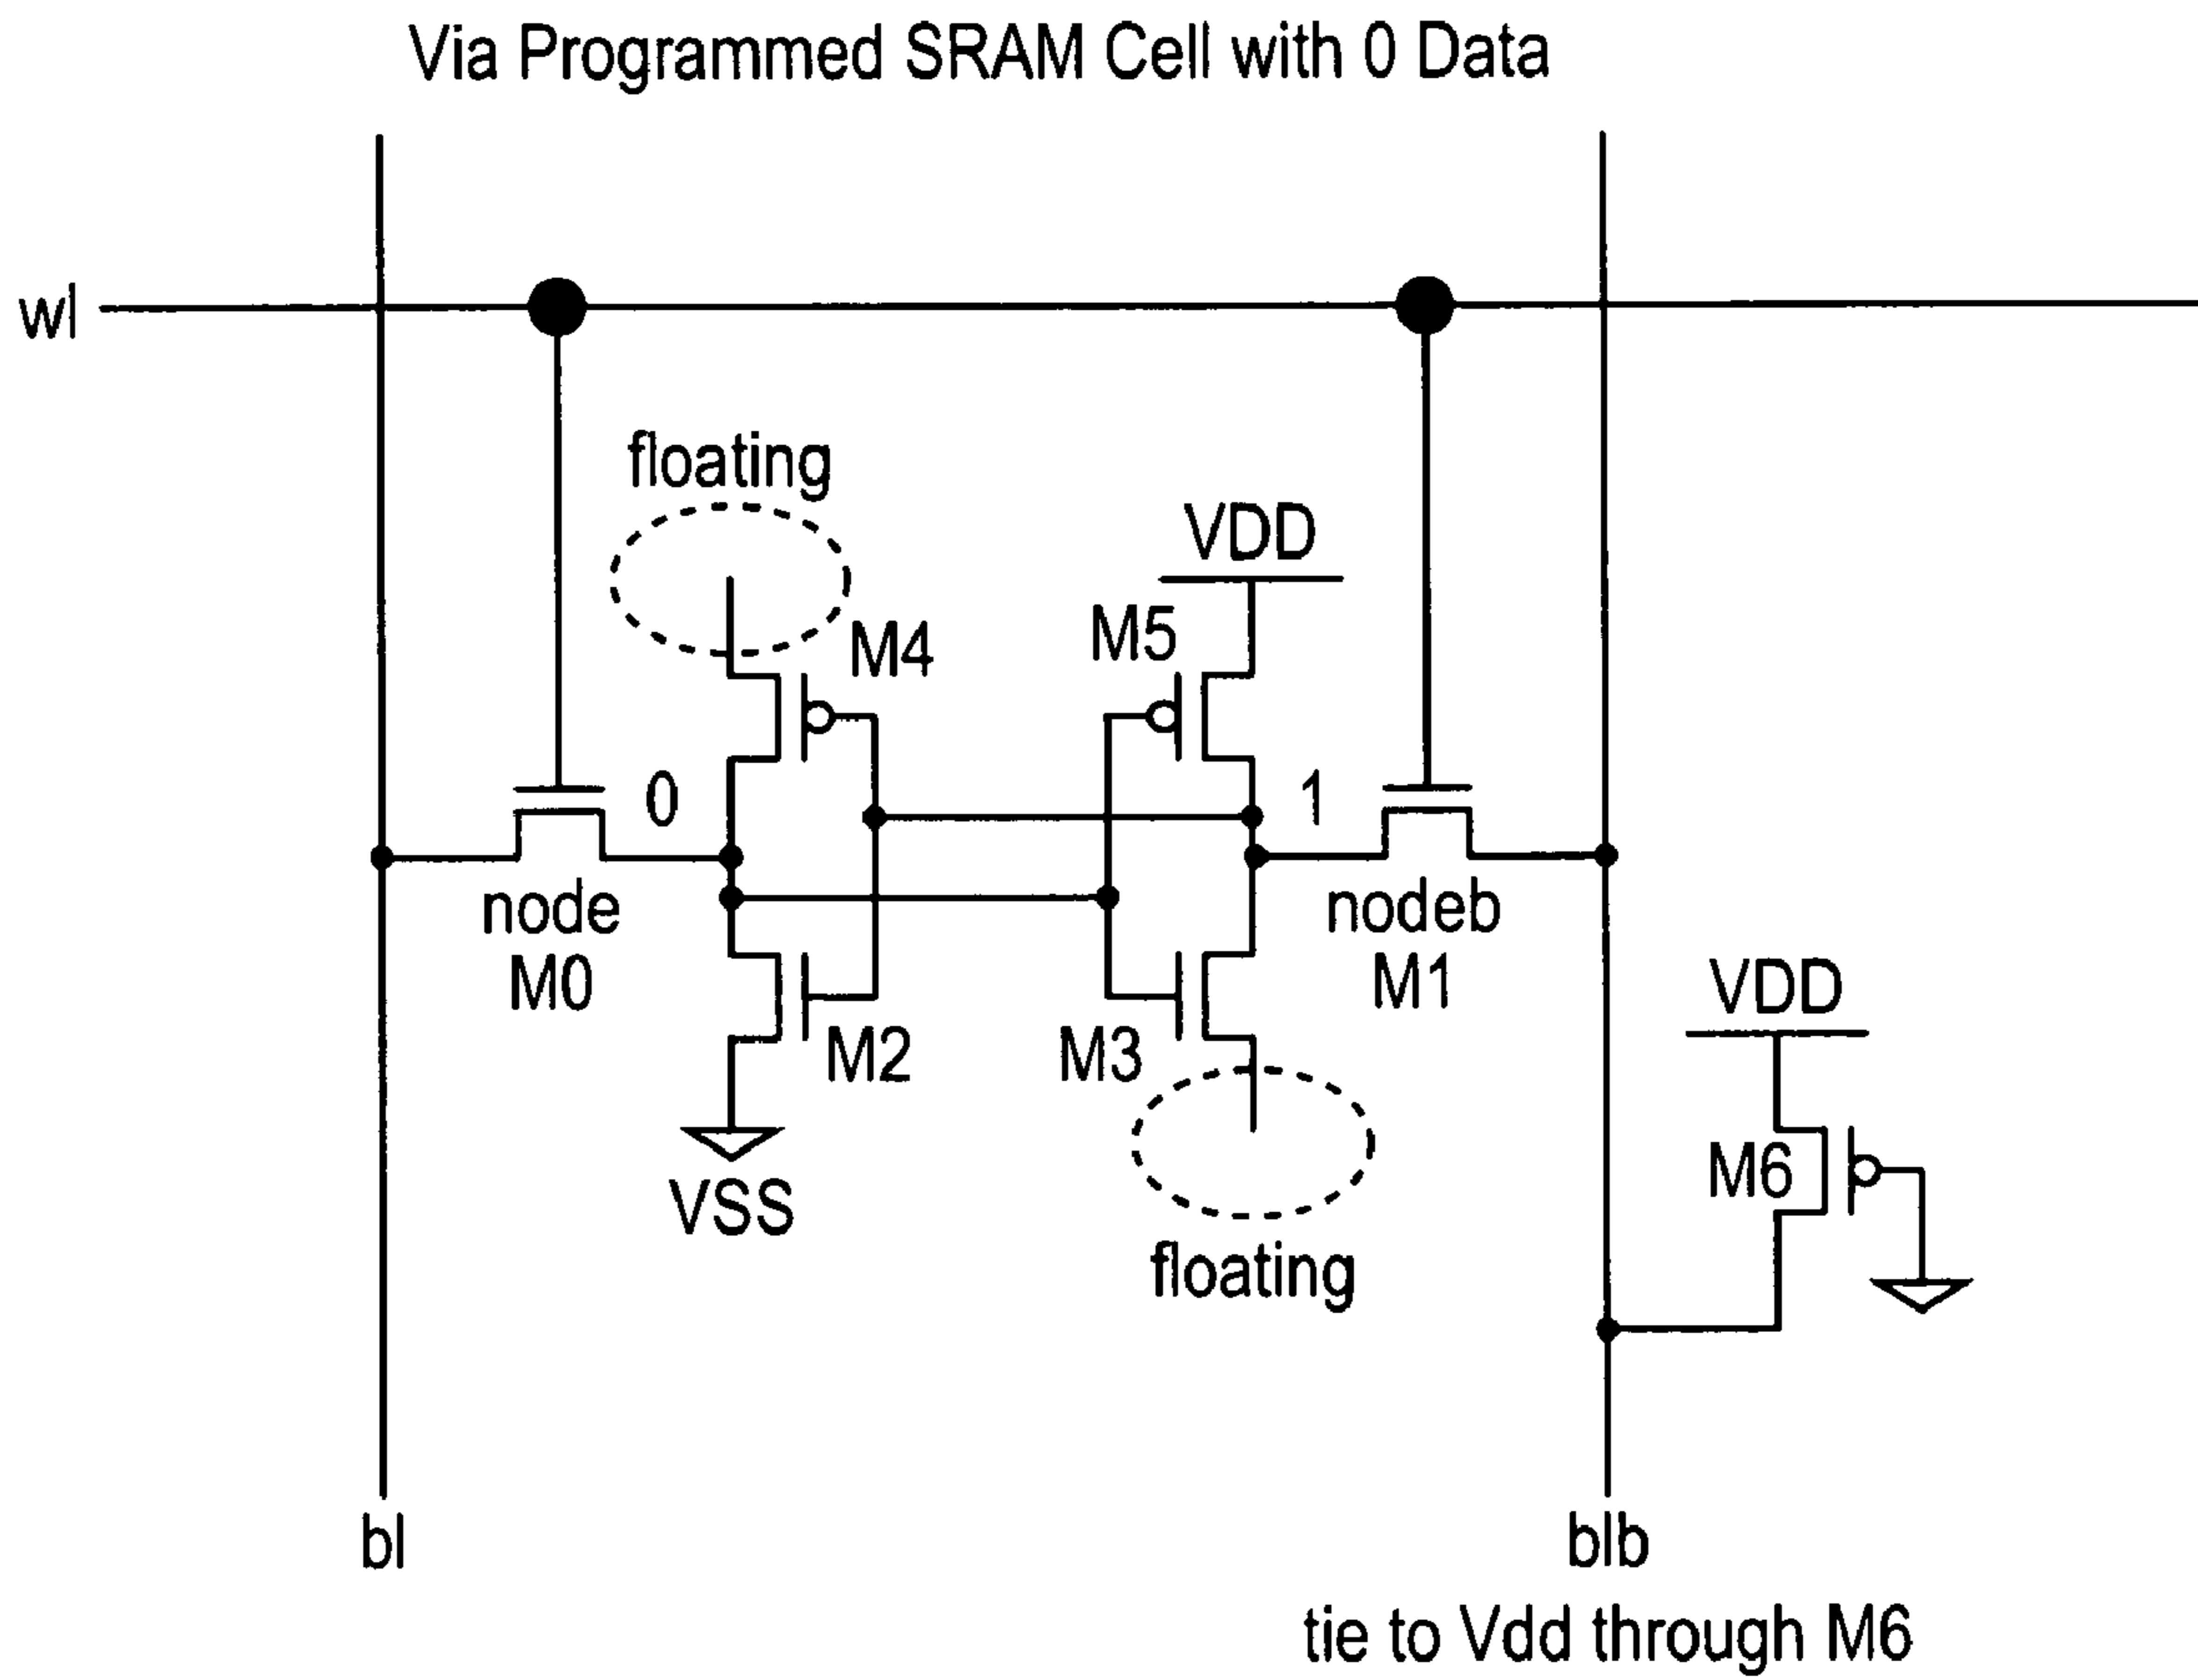 Via Programmed SRAM Cell with 0 Data
wl
floating
VDD
M4
M5
0
1
node
M0
nodeb
M1
M2
M3
VDD
M6
VSS
floating
bl
blb
tie to Vdd through M6